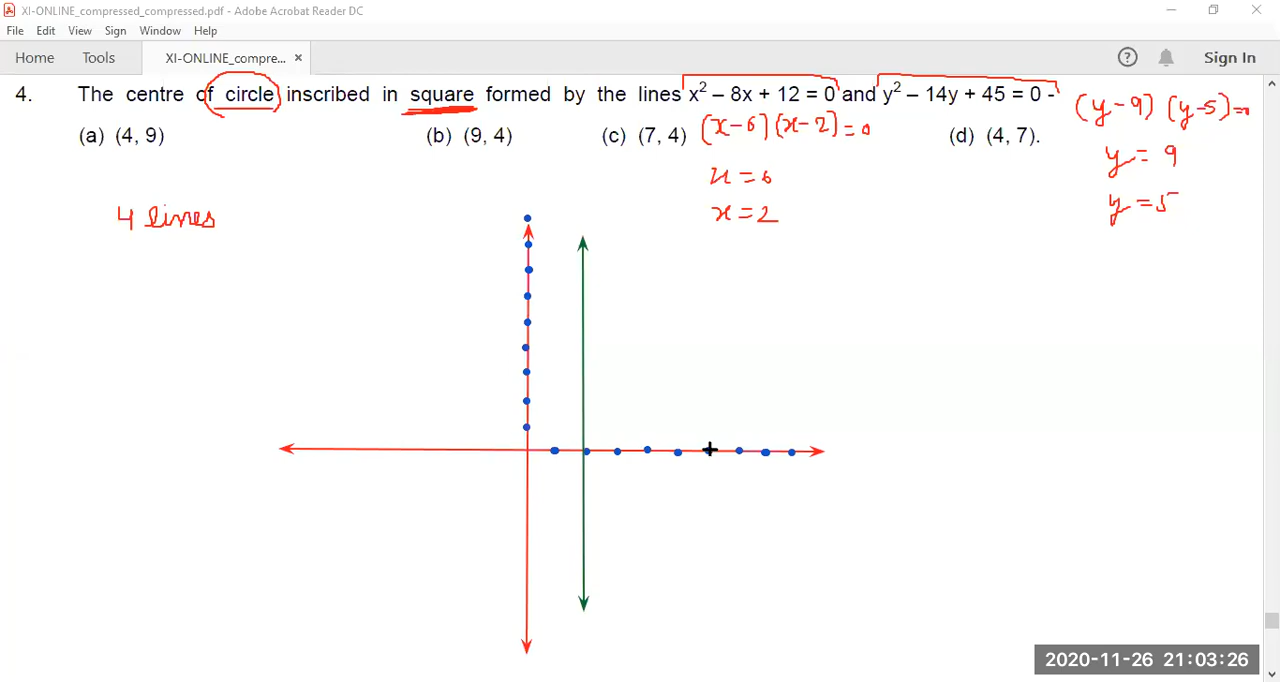 XI-ONLINE_compressed_compressed.pdf - Adobe Acrobat Reader DC
File Edit View Sign Window Help
Home Tools XI-ONLINE_compre... × ? Sign In
4. The centre of circle inscribed in square formed by the lines x² – 8x + 12 = 0 and y² – 14y + 45 = 0 -
(a) (4, 9) (b) (9, 4) (c) (7, 4) (d) (4, 7).
(x-6)(x-2)=0
x=6
x=2
(y-9)(y-5)=0
y=9
y=5
4 lines
2020-11-26 21:03:26